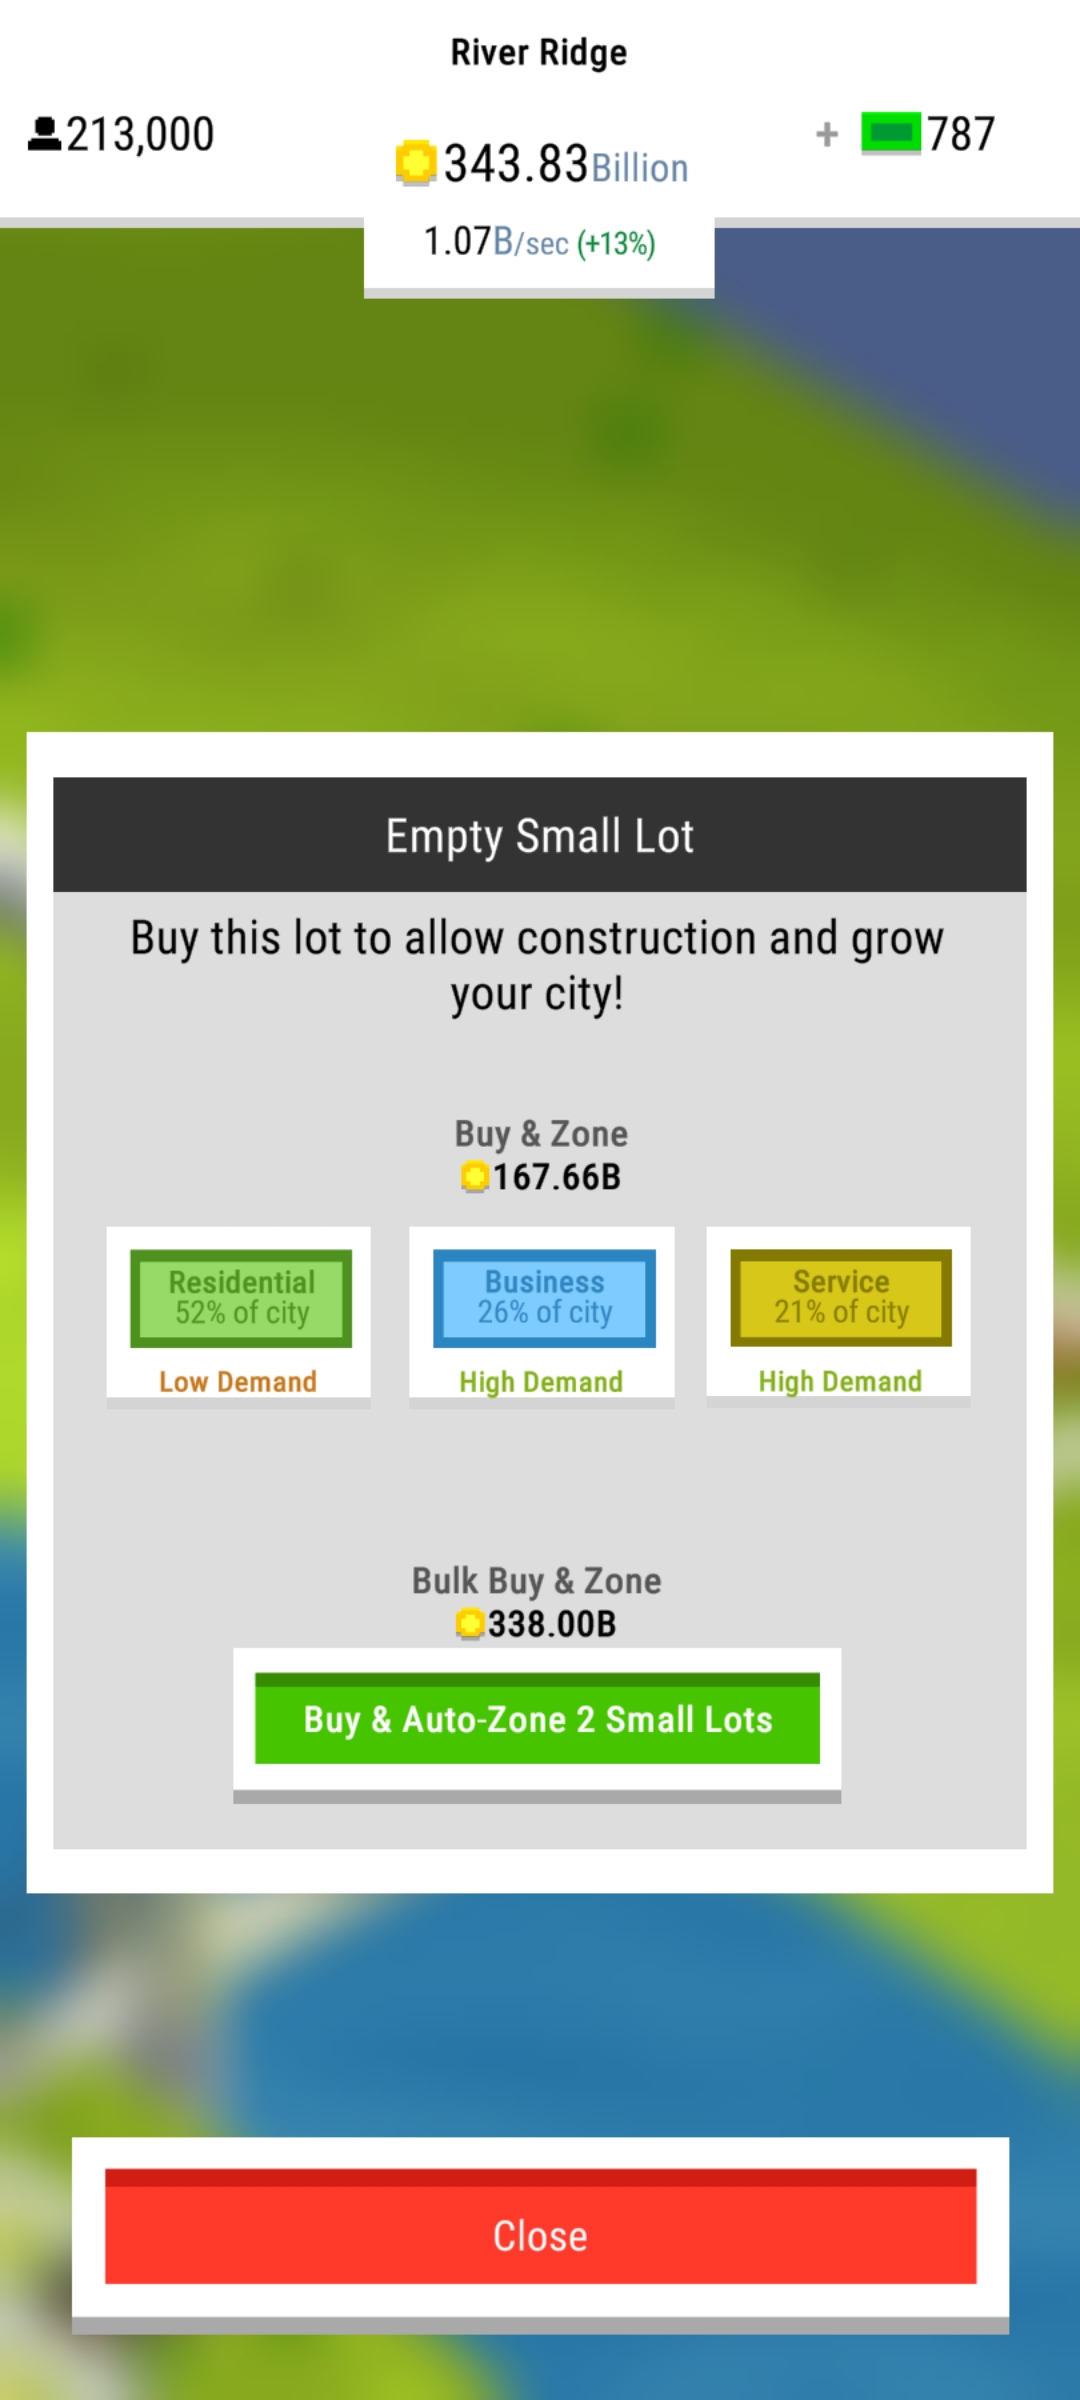 River Ridge
213,000
343.83Billion
+ 787
1.07B/sec (+13%)
Empty Small Lot
Buy this lot to allow construction and grow
your city!
Buy & Zone
167.66B
Residential
52% of city
Low Demand
Business
26% of city
High Demand
Service
21% of city
High Demand
Bulk Buy & Zone
338.00B
Buy & Auto-Zone 2 Small Lots
Close